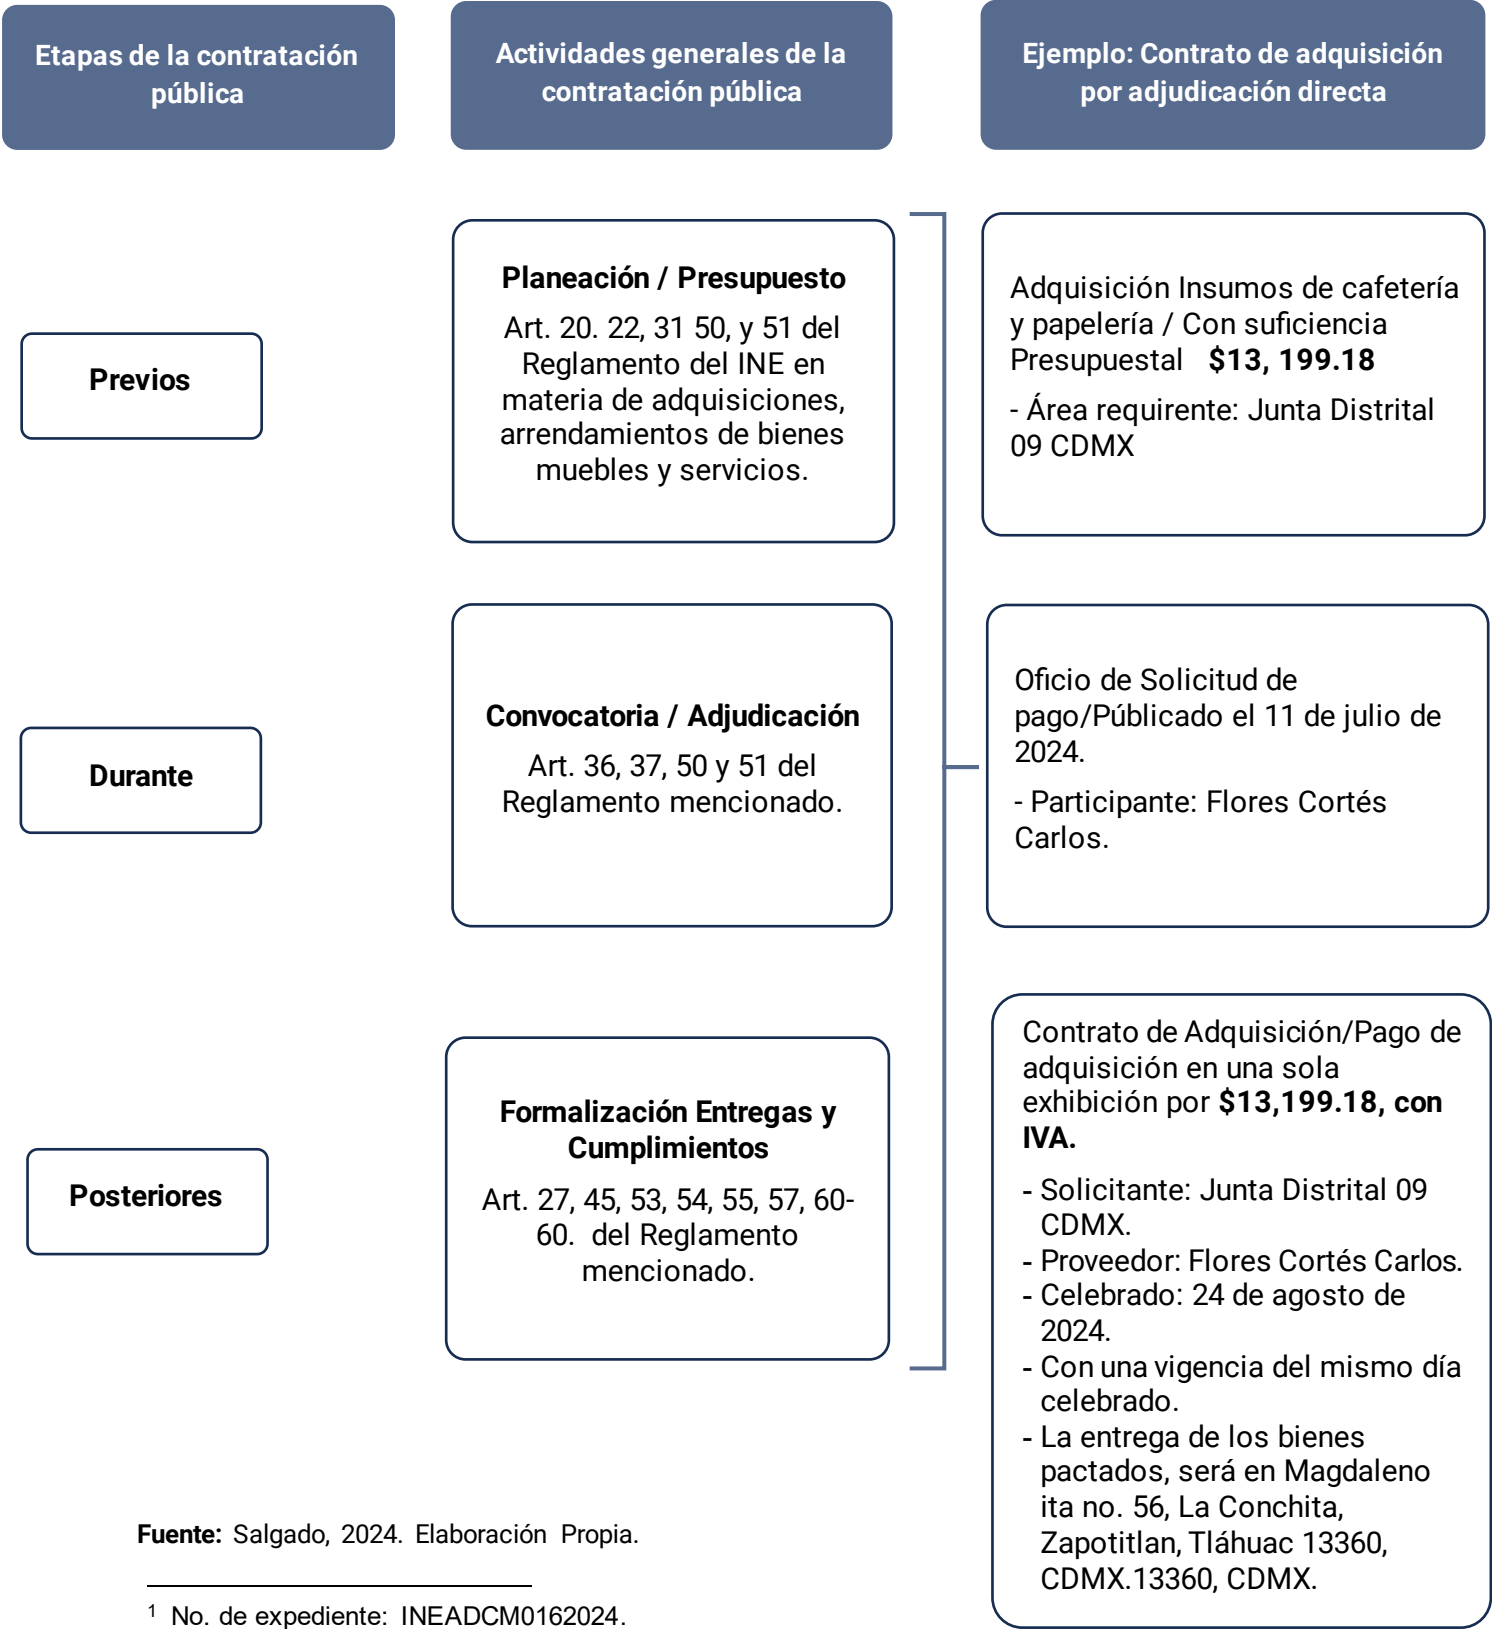 Etapas de la contratación
pública
Actividades generales de la
contratación pública
Ejemplo: Contrato de adquisición
por adjudicación directa
Previos
Planeación / Presupuesto
Art. 20. 22, 31 50, y 51 del
Reglamento del INE en
materia de adquisiciones,
arrendamientos de bienes
muebles y servicios.
Adquisición Insumos de cafetería
y papelería / Con suficiencia
Presupuestal $13, 199.18
- Área requirente: Junta Distrital
09 CDMX
Durante
Convocatoria / Adjudicación
Art. 36, 37, 50 y 51 del
Reglamento mencionado.
Oficio de Solicitud de
pago/Públicado el 11 de julio de
2024.
- Participante: Flores Cortés
Carlos.
Posteriores
Formalización Entregas y
Cumplimientos
Art. 27, 45, 53, 54, 55, 57, 60-
60. del Reglamento
mencionado.
Contrato de Adquisición/Pago de
adquisición en una sola
exhibición por $13,199.18, con
IVA.
- Solicitante: Junta Distrital 09
CDMX.
- Proveedor: Flores Cortés Carlos.
- Celebrado: 24 de agosto de
2024.
- Con una vigencia del mismo día
celebrado.
- La entrega de los bienes
pactados, será en Magdaleno
ita no. 56, La Conchita,
Zapotitlan, Tláhuac 13360,
CDMX.13360, CDMX.
Fuente: Salgado, 2024. Elaboración Propia.
1 No. de expediente: INEADCM0162024.